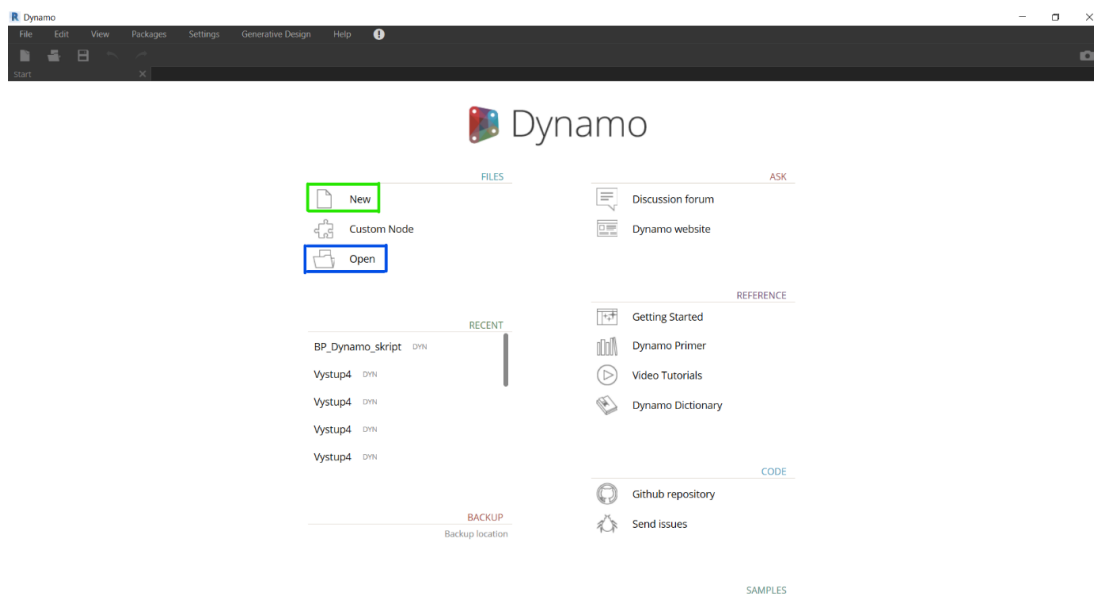 R Dynamo
File Edit View Packages Settings Generative Design Help
Start
Dynamo
FILES
New
Custom Node
Open
RECENT
BP_Dynamo_skript DYN
Vystup4 DYN
Vystup4 DYN
Vystup4 DYN
Vystup4 DYN
BACKUP
Backup location
ASK
Discussion forum
Dynamo website
REFERENCE
Getting Started
Dynamo Primer
Video Tutorials
Dynamo Dictionary
CODE
Github repository
Send issues
SAMPLES